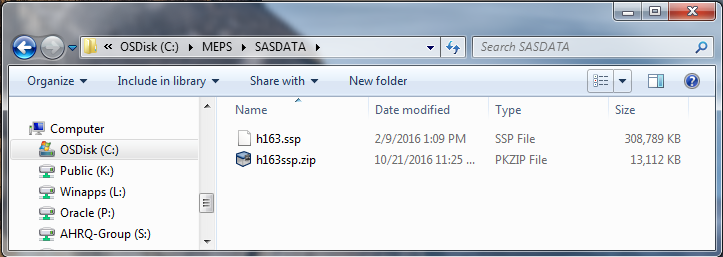 « OSDisk (C:) ▸ MEPS ▸ SASDATA ▸
Search SASDATA
Organize Include in library Share with New folder
Name Date modified Type Size
Computer
OSDisk (C:)
Public (K:)
Winapps (L:)
Oracle (P:)
AHRQ-Group (S:)
h163.ssp 2/9/2016 1:09 PM SSP File 308,789 KB
h163ssp.zip 10/21/2016 11:25 ... PKZIP File 13,112 KB